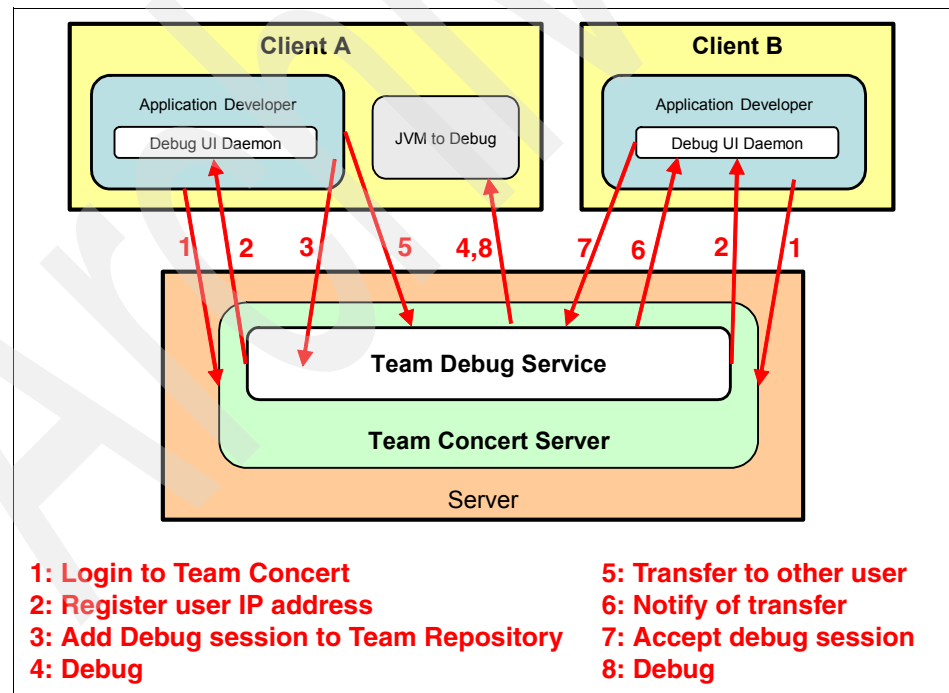 Client A
Client B
Application Developer
Debug UI Daemon
JVM to Debug
Application Developer
Debug UI Daemon
1 2 3 5 4,8 7 6 2 1
Team Debug Service
Team Concert Server
Server
1: Login to Team Concert
2: Register user IP address
3: Add Debug session to Team Repository
4: Debug
5: Transfer to other user
6: Notify of transfer
7: Accept debug session
8: Debug